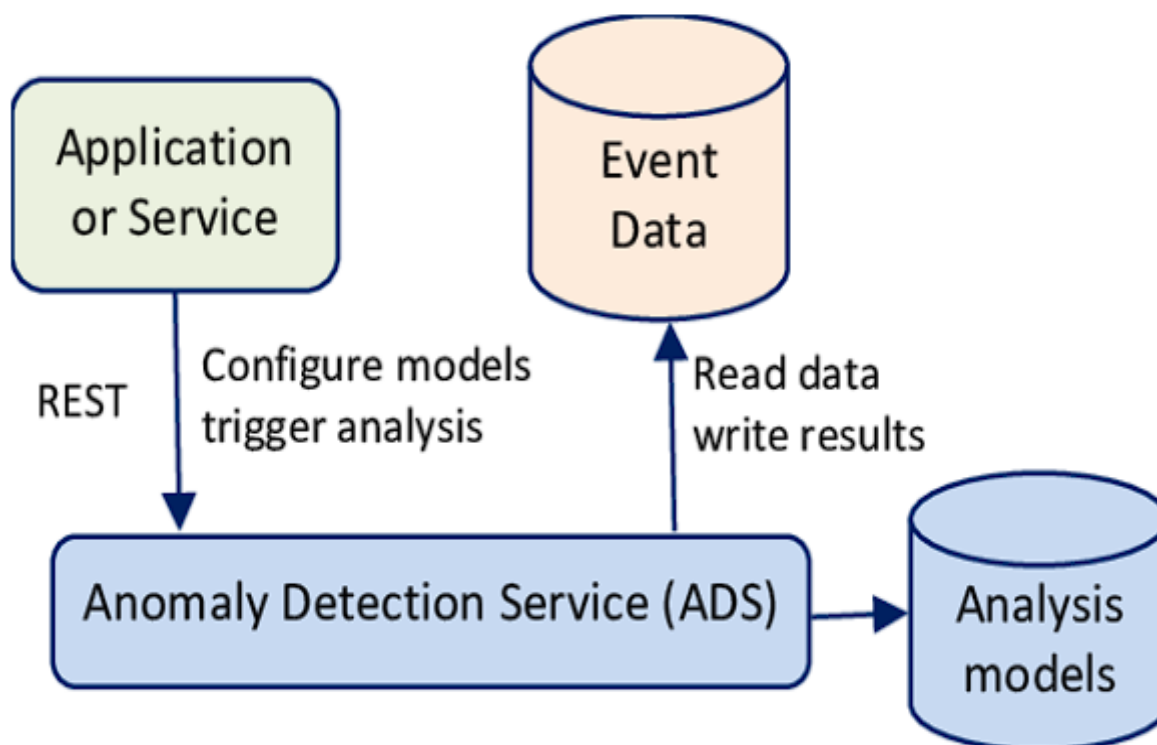 Application
or Service
Event
Data
REST
Configure models
trigger analysis
Read data
write results
Anomaly Detection Service (ADS)
Analysis
models